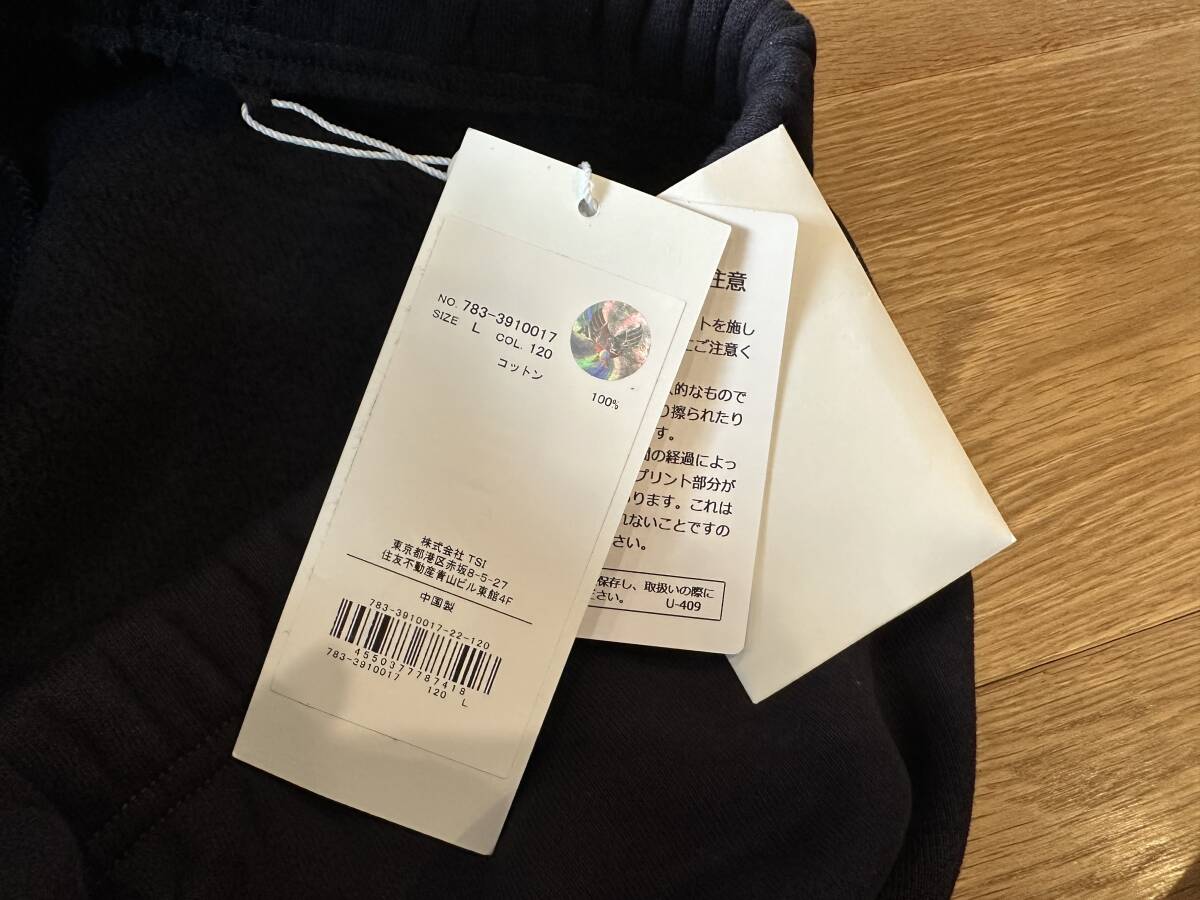 NO. 783-3910017
SIZE L COL. 120
コットン 100%
株式会社 TSI
東京都港区赤坂8-5-27
住友不動産青山ビル東館4F
中国製
783-3910017-22-120
4550377787418
783-3910017 120 L
注意
トを施し
にご注意く
的なもので
り擦られたり
す。
の経過によっ
プリント部分が
ります。これは
れないことですの
さい。
保存し、取扱いの際に
ださい。 U-409